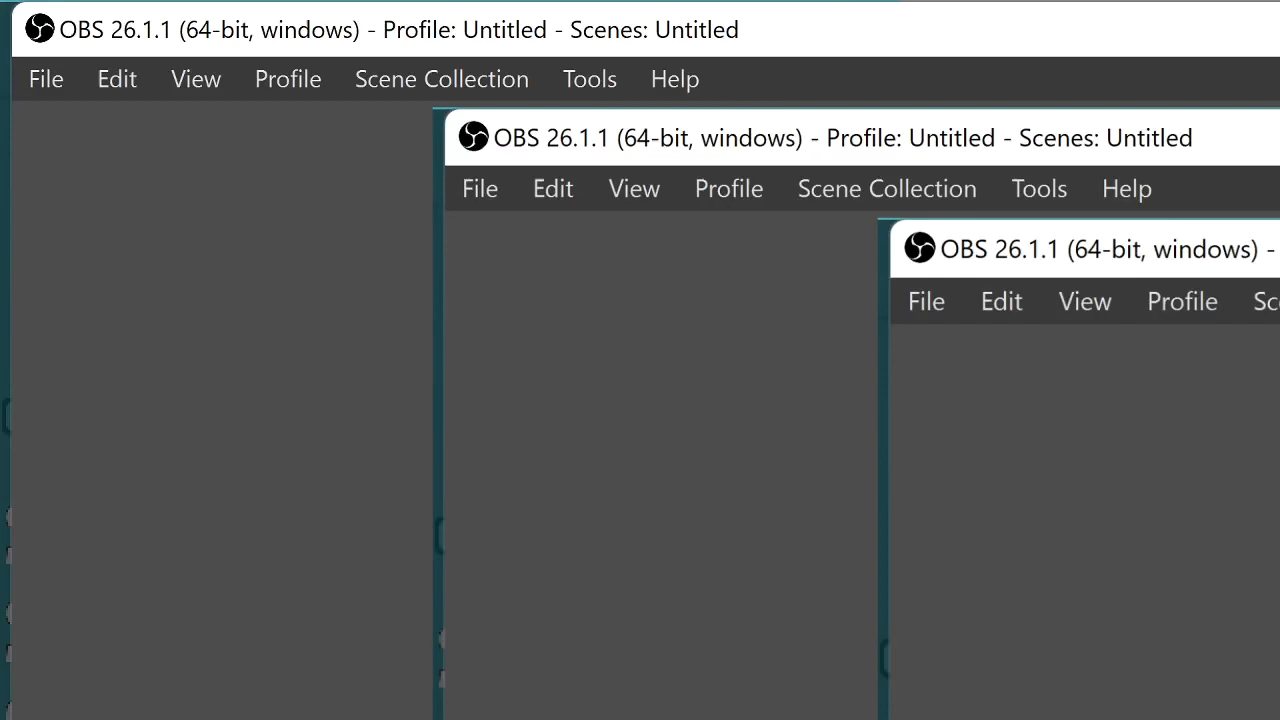 OBS 26.1.1 (64-bit, windows) - Profile: Untitled - Scenes: Untitled
File Edit View Profile Scene Collection Tools Help
OBS 26.1.1 (64-bit, windows) - Profile: Untitled - Scenes: Untitled
File Edit View Profile Scene Collection Tools Help
OBS 26.1.1 (64-bit, windows) -
File Edit View Profile